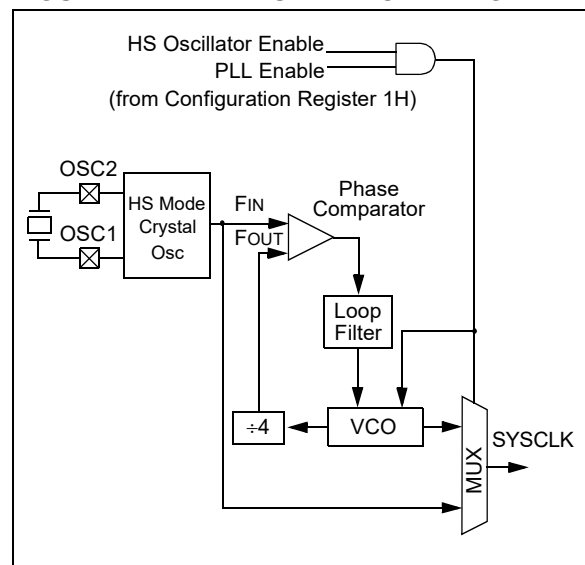 HS Oscillator Enable
PLL Enable
(from Configuration Register 1H)
OSC2
OSC1
HS Mode
Crystal
Osc
FIN
FOUT
Phase
Comparator
Loop
Filter
÷4
VCO
MUX
SYSCLK